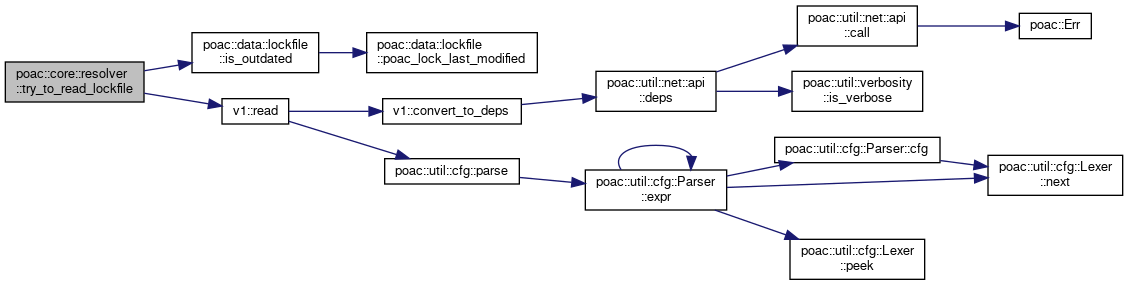 poac::core::resolver
::try_to_read_lockfile
poac::data::lockfile
::is_outdated
poac::data::lockfile
::poac_lock_last_modified
v1::read
v1::convert_to_deps
poac::util::cfg::parse
poac::util::net::api
::deps
poac::util::net::api
::call
poac::Err
poac::util::verbosity
::is_verbose
poac::util::cfg::Parser
::expr
poac::util::cfg::Parser::cfg
poac::util::cfg::Lexer
::next
poac::util::cfg::Lexer
::peek